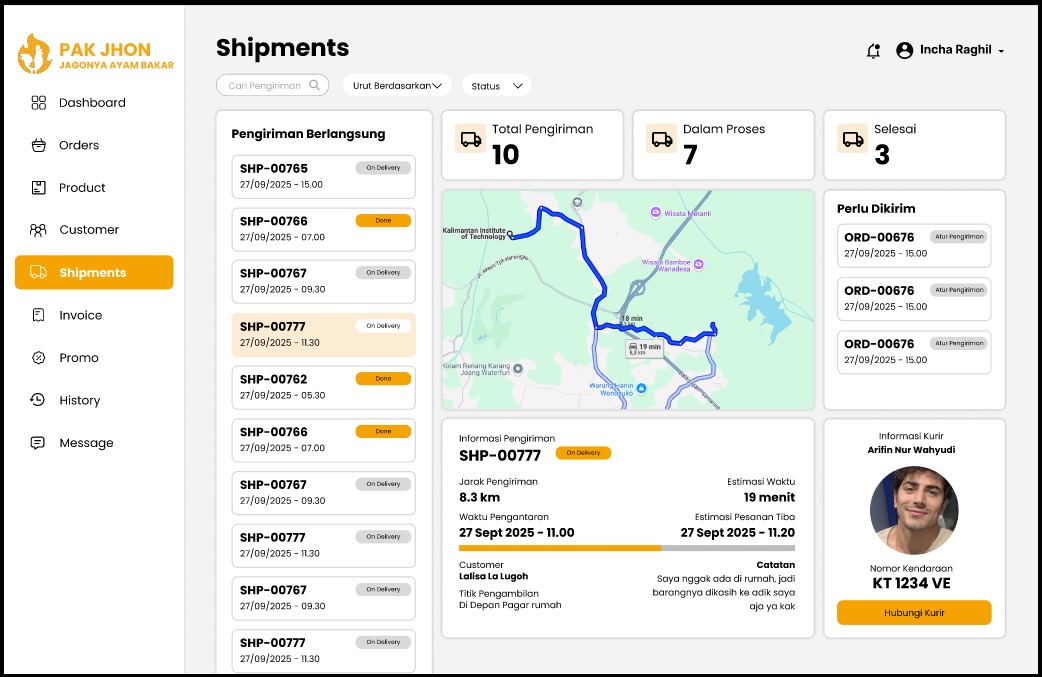 PAK JHON
JAGONYA AYAM BAKAR
Dashboard
Orders
Product
Customer
Shipments
Invoice
Promo
History
Message
Shipments
Incha Raghil
Cari Pengiriman
Urut Berdasarkan
Status
Pengiriman Berlangsung
SHP-00765
On Delivery
27/09/2025 - 15.00
SHP-00766
Done
27/09/2025 - 07.00
SHP-00767
On Delivery
27/09/2025 - 09.30
SHP-00777
On Delivery
27/09/2025 - 11.30
SHP-00762
Done
27/09/2025 - 05.30
SHP-00766
Done
27/09/2025 - 07.00
SHP-00767
On Delivery
27/09/2025 - 09.30
SHP-00777
On Delivery
27/09/2025 - 11.30
SHP-00767
On Delivery
27/09/2025 - 09.30
SHP-00777
On Delivery
27/09/2025 - 11.30
Total Pengiriman
10
Dalam Proses
7
Selesai
3
Kalimantan Institute
of Technology
Wisata Meranti
Wisata Bamboe
Wanadesa
18 min
19 min
8,3 km
Kolam Renang Karang
Joang Waterfun
Warung Hanin
Wonosuko
Perlu Dikirim
ORD-00676
Atur Pengiriman
27/09/2025 - 15.00
ORD-00676
Atur Pengiriman
27/09/2025 - 15.00
ORD-00676
Atur Pengiriman
27/09/2025 - 15.00
Informasi Pengiriman
SHP-00777
On Delivery
Jarak Pengiriman
8.3 km
Estimasi Waktu
19 menit
Waktu Pengantaran
27 Sept 2025 - 11.00
Estimasi Pesanan Tiba
27 Sept 2025 - 11.20
Customer
Lalisa La Lugoh
Titik Pengambilan
Di Depan Pagar rumah
Catatan
Saya nggak ada di rumah, jadi
barangnya dikasih ke adik saya
aja ya kak
Informasi Kurir
Arifin Nur Wahyudi
Nomor Kendaraan
KT 1234 VE
Hubungi Kurir